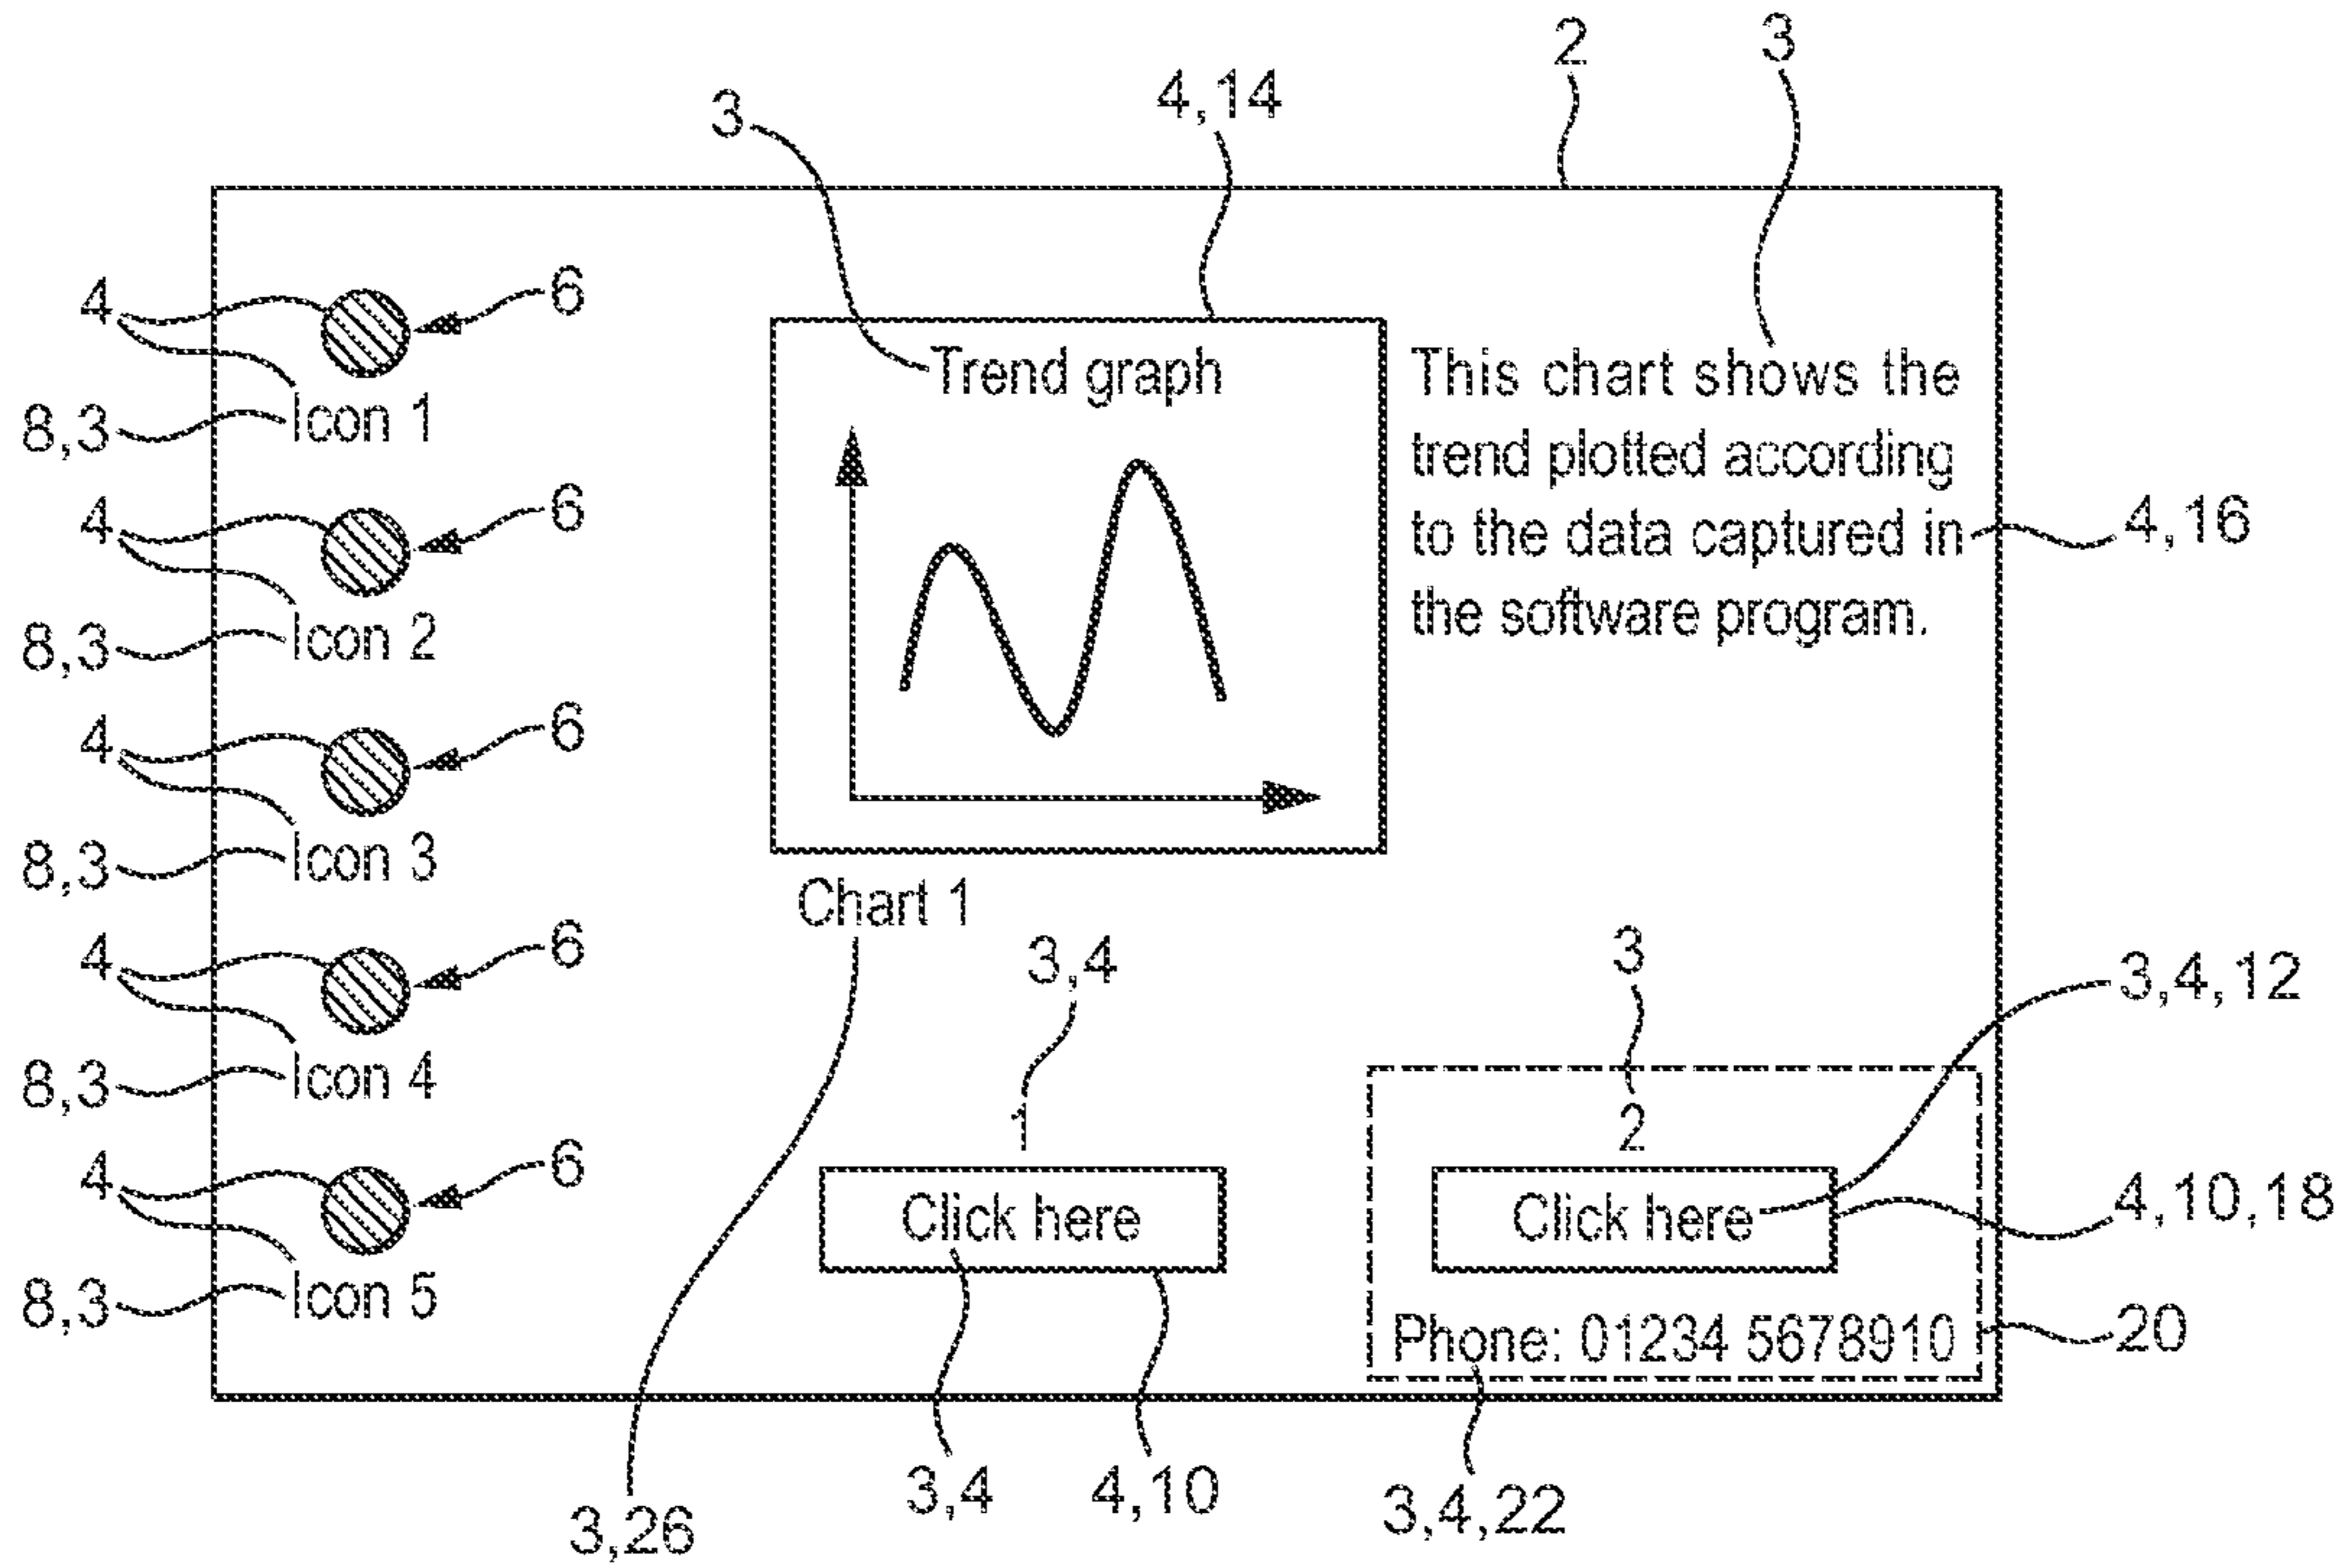 2
3
3
4,14
4
6
Trend graph
This chart shows the
trend plotted according
to the data captured in
the software program.
8,3
Icon 1
4
6
4,16
8,3
Icon 2
4
6
8,3
Icon 3
Chart 1
4
6
3,4
3
3,4,12
8,3
Icon 4
1
2
4
6
Click here
Click here
4,10,18
8,3
Icon 5
Phone: 01234 5678910
20
3,26
3,4
4,10
3,4,22